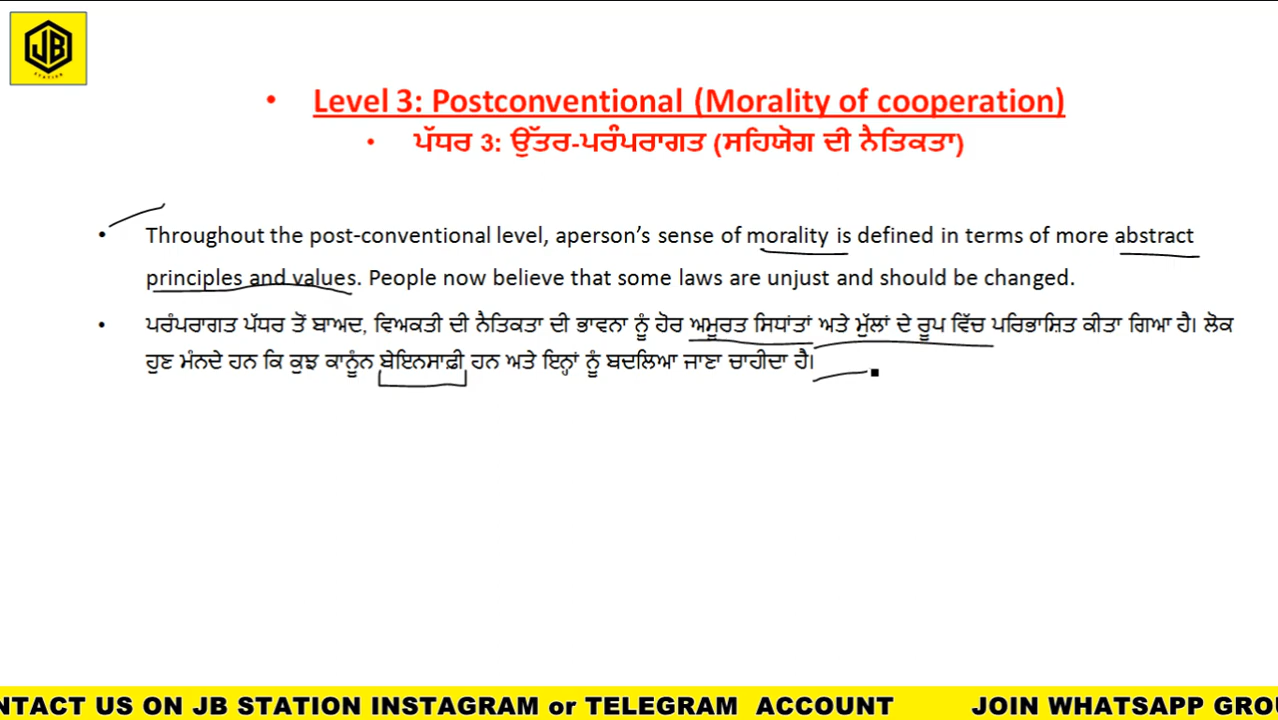 JB
STATION
• Level 3: Postconventional (Morality of cooperation)
• ਪੱਧਰ 3: ਉੱਤਰ-ਪਰੰਪਰਾਗਤ (ਸਹਿਯੋਗ ਦੀ ਨੈਤਿਕਤਾ)
• Throughout the post-conventional level, aperson's sense of morality is defined in terms of more abstract
principles and values. People now believe that some laws are unjust and should be changed.
• ਪਰੰਪਰਾਗਤ ਪੱਧਰ ਤੋਂ ਬਾਅਦ, ਵਿਅਕਤੀ ਦੀ ਨੈਤਿਕਤਾ ਦੀ ਭਾਵਨਾ ਨੂੰ ਹੋਰ ਅਮੂਰਤ ਸਿਧਾਂਤਾਂ ਅਤੇ ਮੁੱਲਾਂ ਦੇ ਰੂਪ ਵਿੱਚ ਪਰਿਭਾਸ਼ਿਤ ਕੀਤਾ ਗਿਆ ਹੈ। ਲੋਕ
ਹੁਣ ਮੰਨਦੇ ਹਨ ਕਿ ਕੁਝ ਕਾਨੂੰਨ ਬੇਇਨਸਾਫ਼ੀ ਹਨ ਅਤੇ ਇਨ੍ਹਾਂ ਨੂੰ ਬਦਲਿਆ ਜਾਣਾ ਚਾਹੀਦਾ ਹੈ।
NTACT US ON JB STATION INSTAGRAM or TELEGRAM ACCOUNT JOIN WHATSAPP GROU